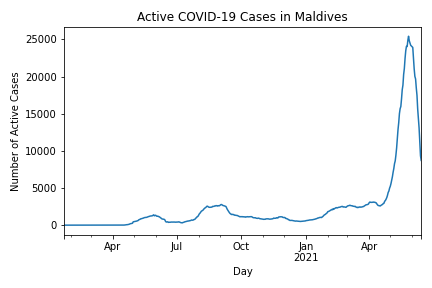 Active COVID-19 Cases in Maldives
Number of Active Cases
25000
20000
15000
10000
5000
0
Apr Jul Oct Jan Apr
2021
Day